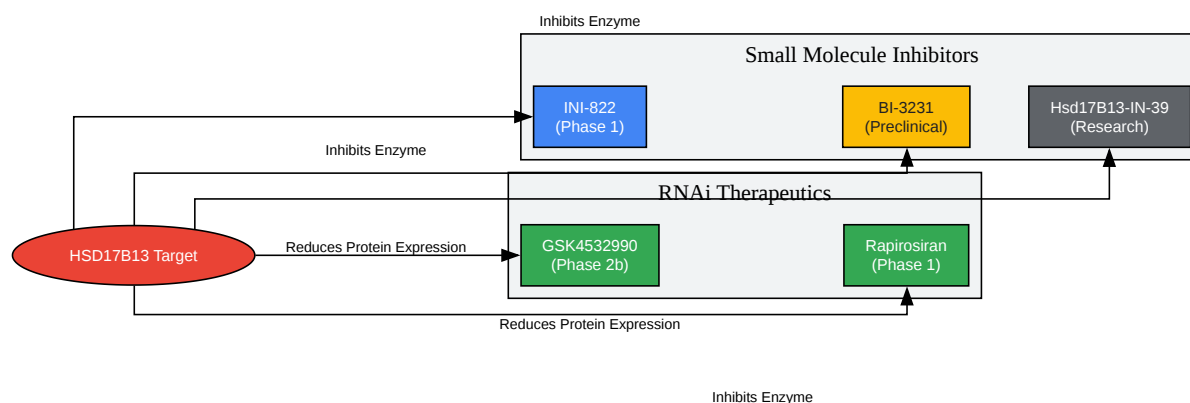 Inhibits Enzyme
Small Molecule Inhibitors
INI-822
(Phase 1)
BI-3231
(Preclinical)
Hsd17B13-IN-39
(Research)
Inhibits Enzyme
RNAi Therapeutics
HSD17B13 Target
Reduces Protein Expression
GSK4532990
(Phase 2b)
Rapirosiran
(Phase 1)
Reduces Protein Expression
Inhibits Enzyme